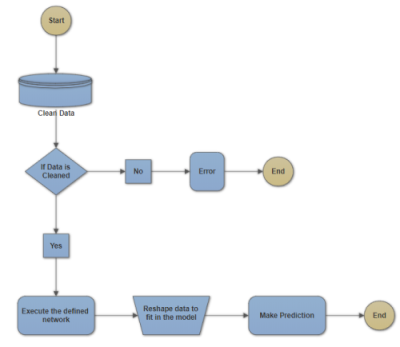 Start
Clean Data
If Data is
Cleaned
No
Error
End
Yes
Execute the defined
network
Reshape data to
fit in the model
Make Prediction
End